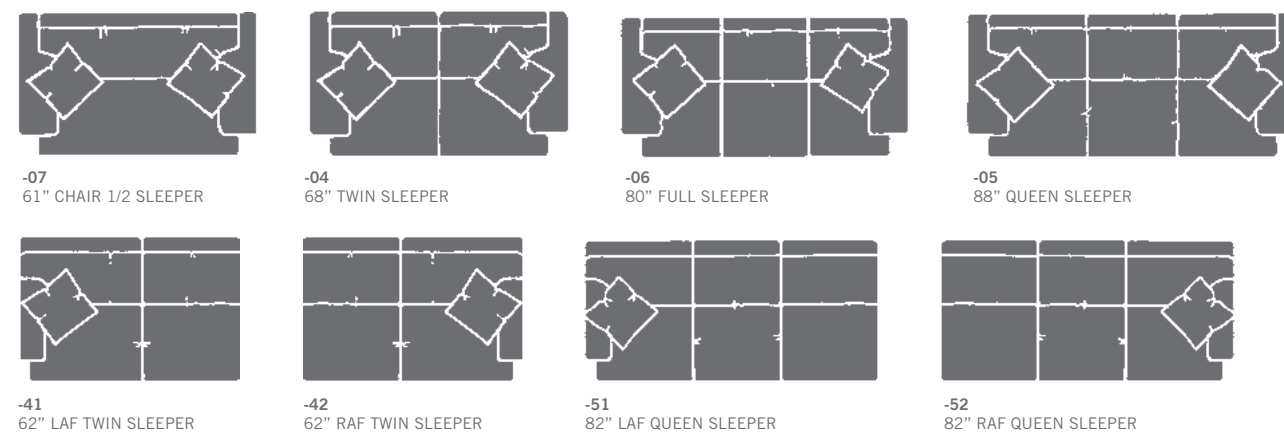 -07
61” CHAIR 1/2 SLEEPER
-04
68” TWIN SLEEPER
-06
80” FULL SLEEPER
-05
88” QUEEN SLEEPER
-41
62” LAF TWIN SLEEPER
-42
62” RAF TWIN SLEEPER
-51
82” LAF QUEEN SLEEPER
-52
82” RAF QUEEN SLEEPER